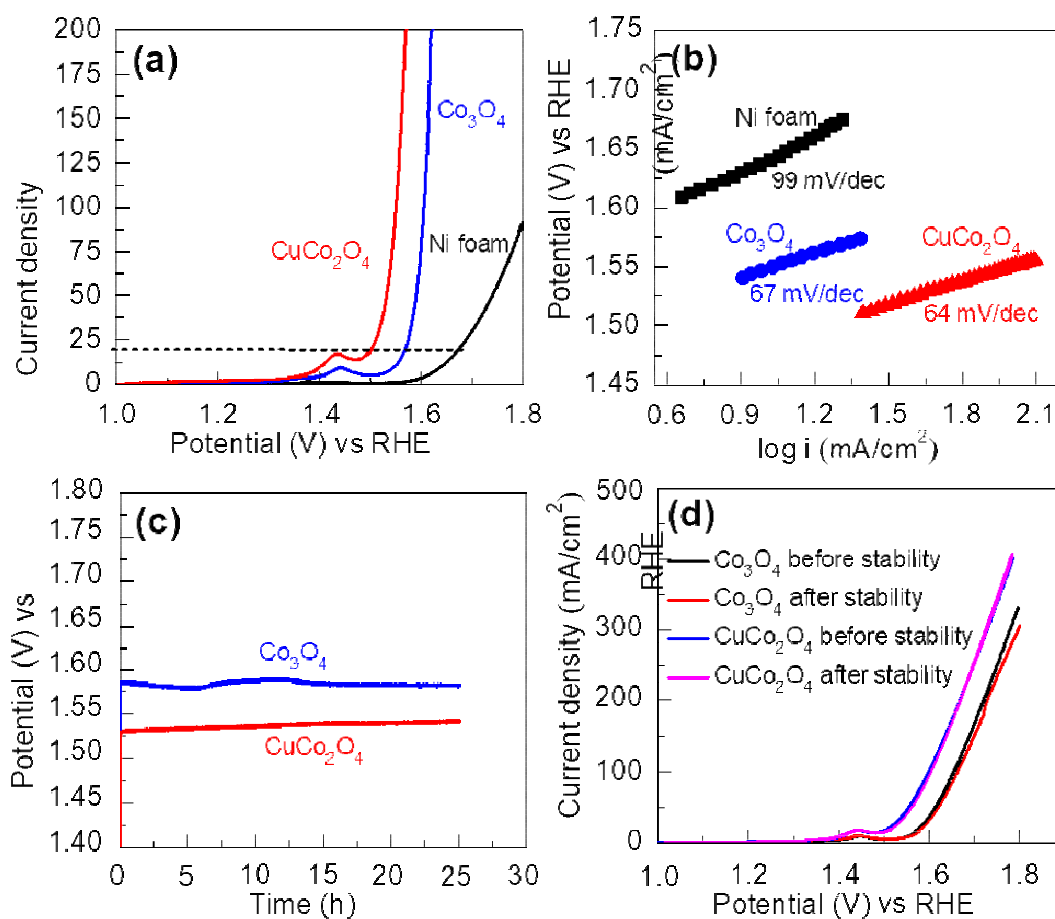 (a)
200
175
150
125
100
75
50
25
0
Current density
Co₃O₄
CuCo₂O₄
Ni foam
1.0 1.2 1.4 1.6 1.8
Potential (V) vs RHE
(b)
1.75
1.70
1.65
1.60
1.55
1.50
1.45
Potential (V) vs RHE
(mA/cm²)
Ni foam
99 mV/dec
Co₃O₄
67 mV/dec
CuCo₂O₄
64 mV/dec
0.6 0.9 1.2 1.5 1.8 2.1
log i (mA/cm²)
(c)
1.80
1.75
1.70
1.65
1.60
1.55
1.50
1.45
1.40
Potential (V) vs
Co₃O₄
CuCo₂O₄
0 5 10 15 20 25 30
Time (h)
(d)
500
400
300
200
100
0
RHE
Current density (mA/cm²)
Co₃O₄ before stability
Co₃O₄ after stability
CuCo₂O₄ before stability
CuCo₂O₄ after stability
1.0 1.2 1.4 1.6 1.8
Potential (V) vs RHE